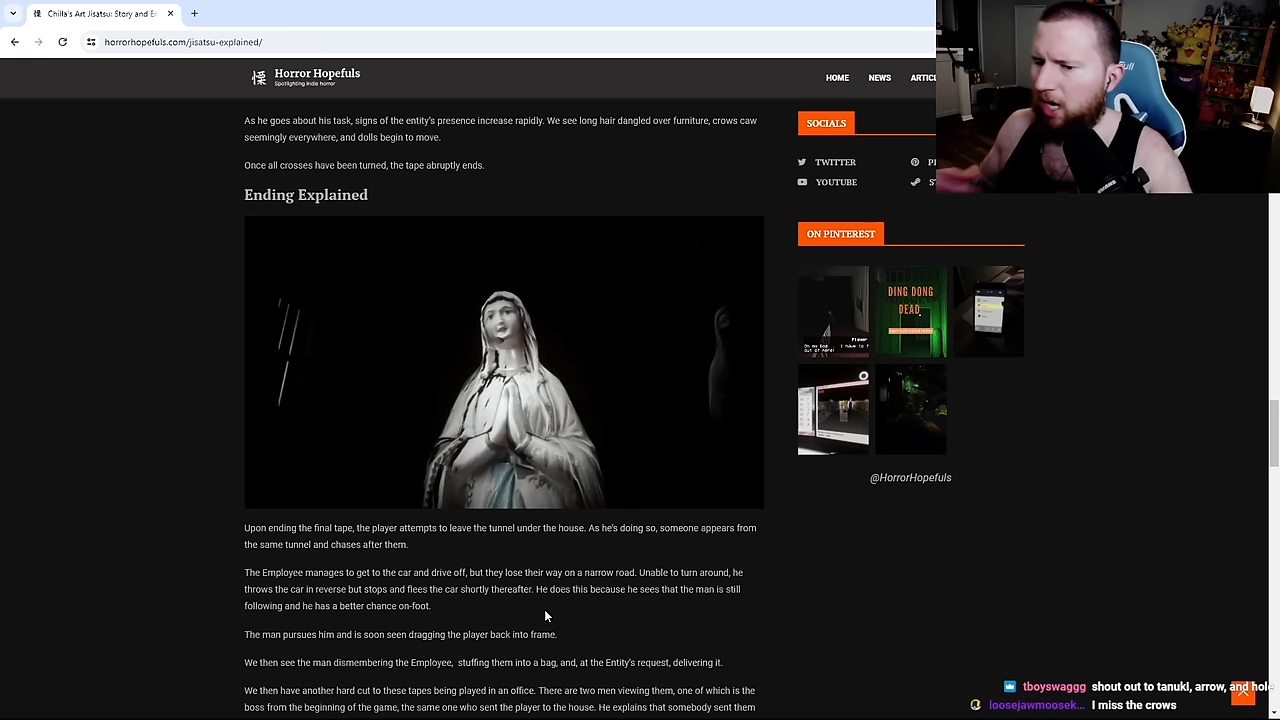 Chilla's Art Jisatsu: Story and En
horrorhopefuls.com/jisatsu-explained/
Horror Hopefuls
Spotlighting indie horror
HOME NEWS ARTICL
As he goes about his task, signs of the entity's presence increase rapidly. We see long hair dangled over furniture, crows caw
seemingly everywhere, and dolls begin to move.
Once all crosses have been turned, the tape abruptly ends.
Ending Explained
Upon ending the final tape, the player attempts to leave the tunnel under the house. As he's doing so, someone appears from
the same tunnel and chases after them.
The Employee manages to get to the car and drive off, but they lose their way on a narrow road. Unable to turn around, he
throws the car in reverse but stops and flees the car shortly thereafter. He does this because he sees that the man is still
following and he has a better chance on-foot.
The man pursues him and is soon seen dragging the player back into frame.
We then see the man dismembering the Employee, stuffing them into a bag, and, at the Entity's request, delivering it.
We then have another hard cut to these tapes being played in an office. There are two men viewing them, one of which is the
boss from the beginning of the game, the same one who sent the player to the house. He explains that somebody sent them
SOCIALS
TWITTER
YOUTUBE
ON PINTEREST
DING DONG
DEAD
Player
@HorrorHopefuls
tboyswaggg shout out to tanuki, arrow, and hole
loosejawmoosek... I miss the crows